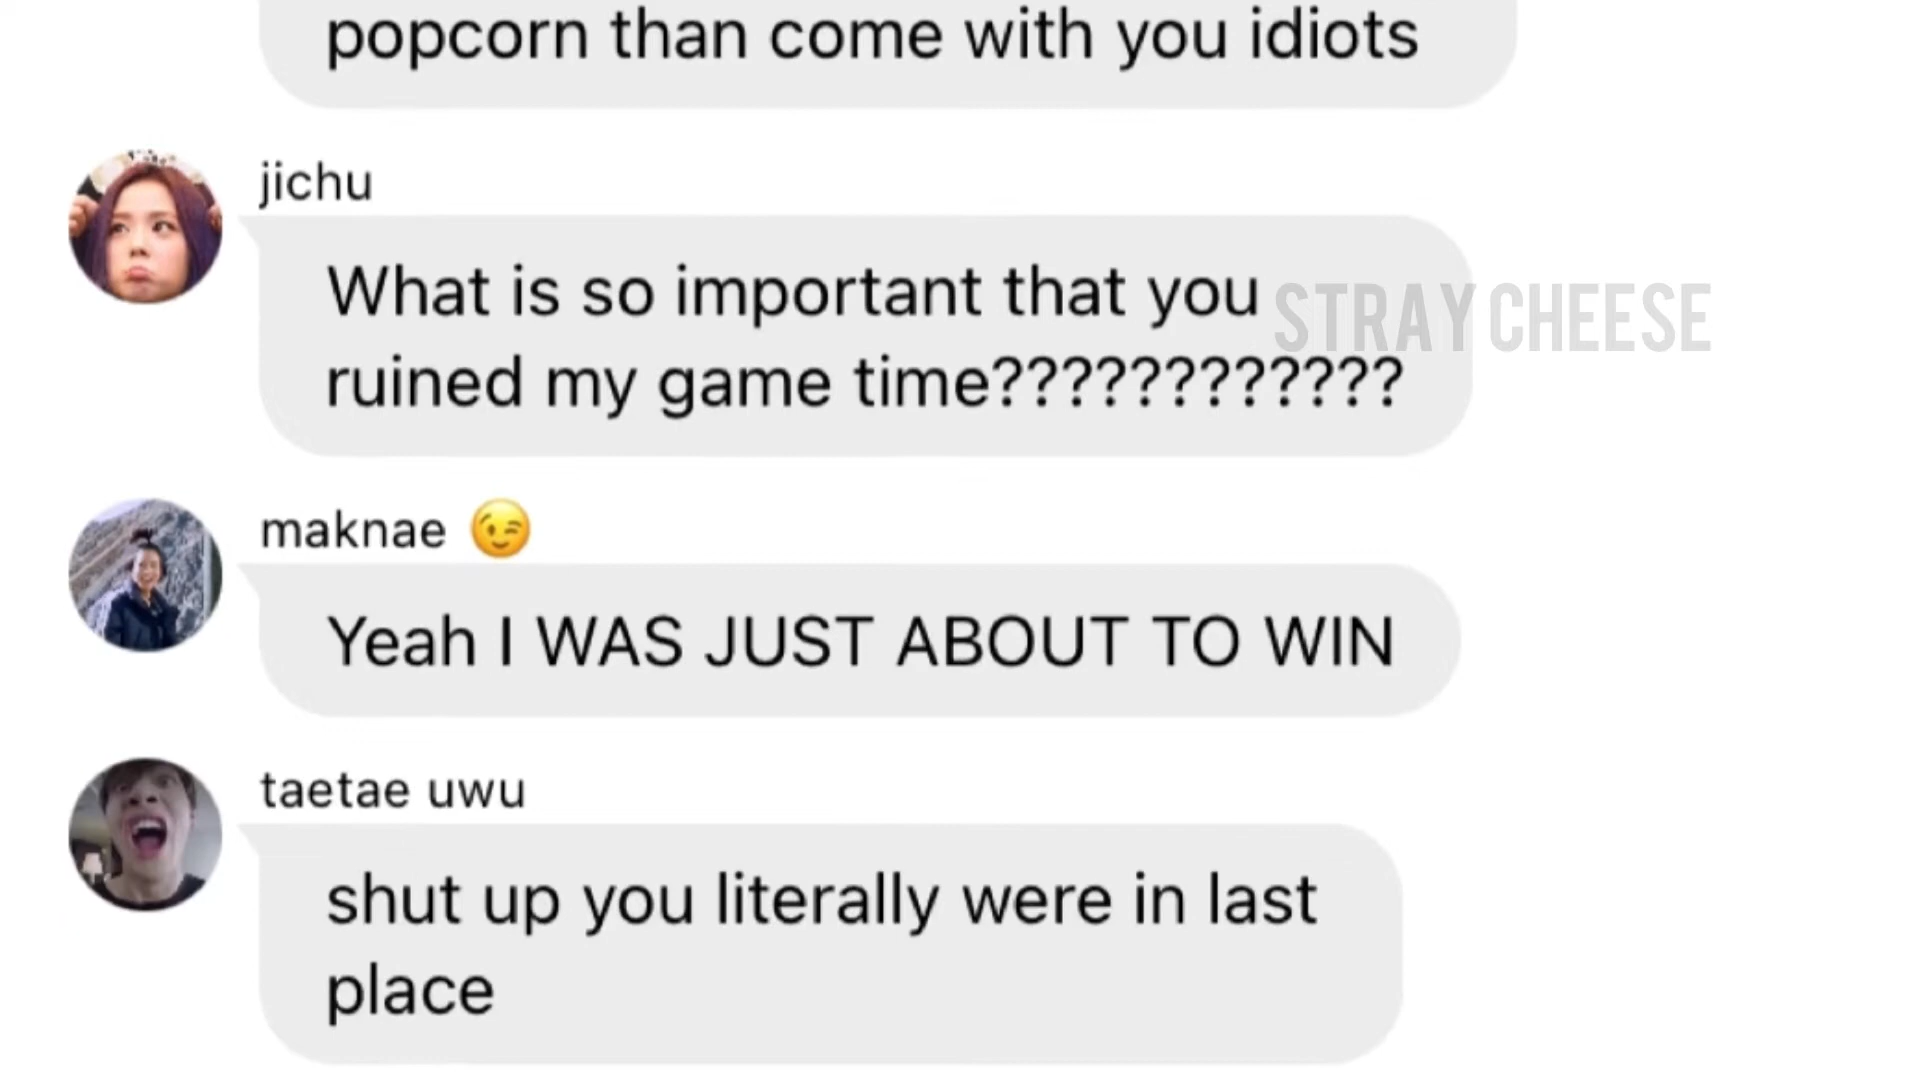 popcorn than come with you idiots
jichu
What is so important that you
STRAY CHEESE
ruined my game time????????????
maknae 😉
Yeah I WAS JUST ABOUT TO WIN
taetae uwu
shut up you literally were in last
place